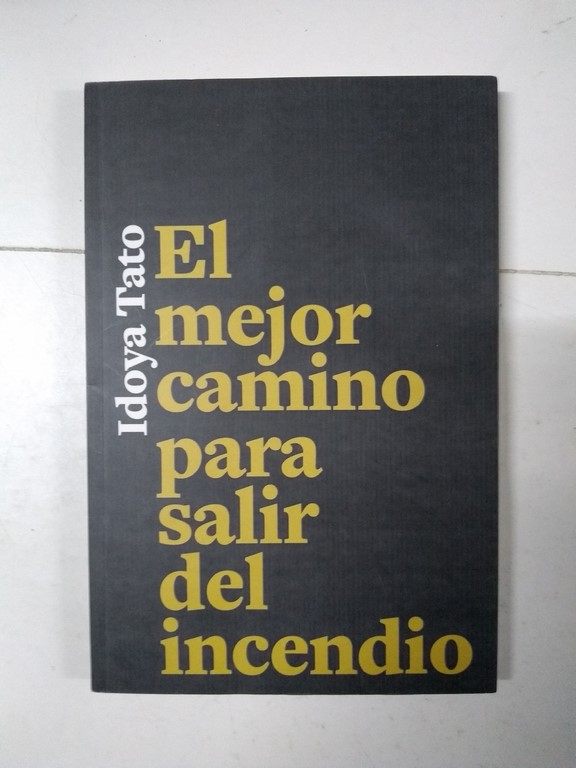 Idoya Tato
El
mejor
camino
para
salir
del
incendio